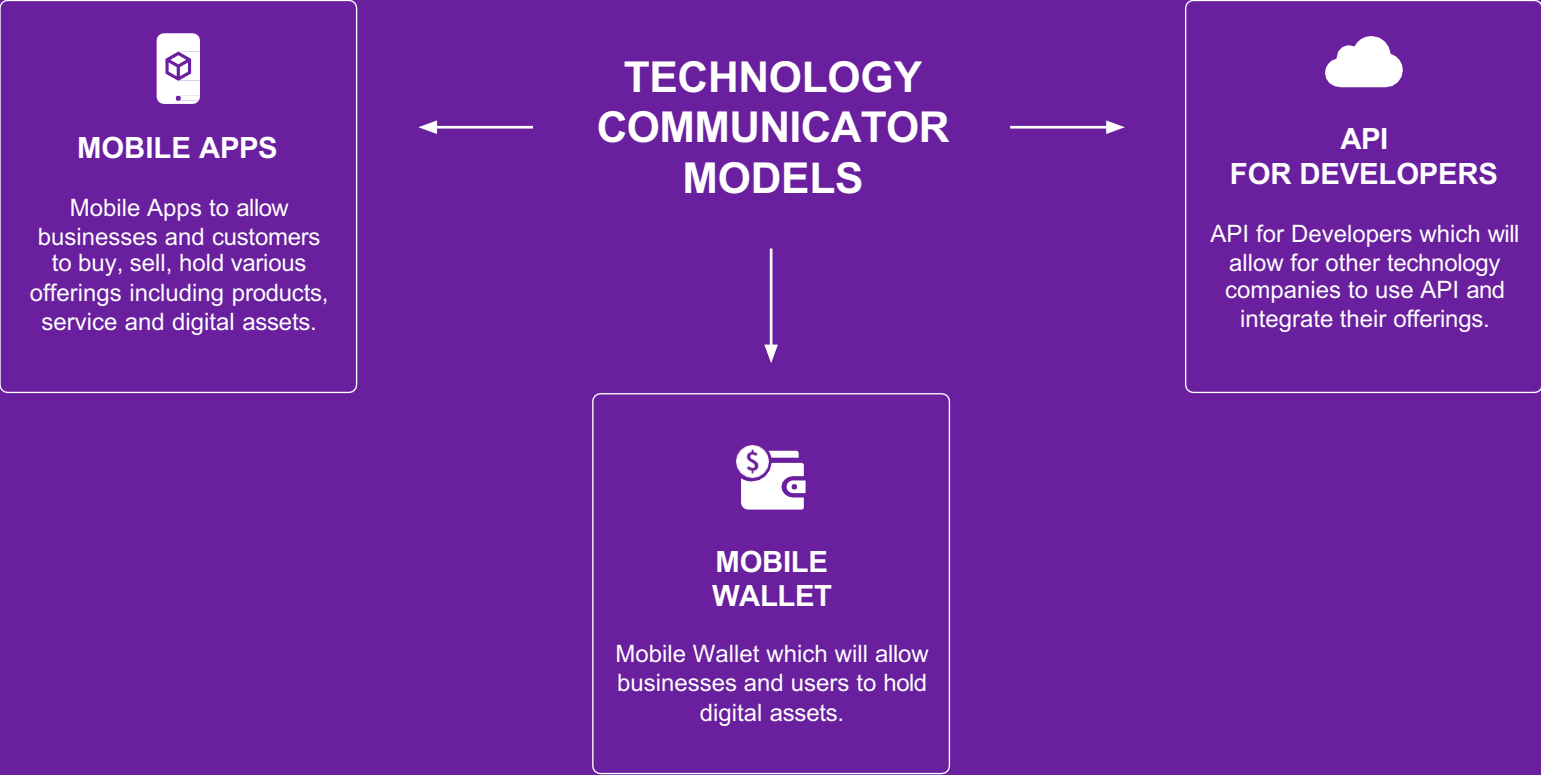 TECHNOLOGY
COMMUNICATOR
MODELS
MOBILE APPS
Mobile Apps to allow
businesses and customers
to buy, sell, hold various
offerings including products,
service and digital assets.
API
FOR DEVELOPERS
API for Developers which will
allow for other technology
companies to use API and
integrate their offerings.
$
MOBILE
WALLET
Mobile Wallet which will allow
businesses and users to hold
digital assets.